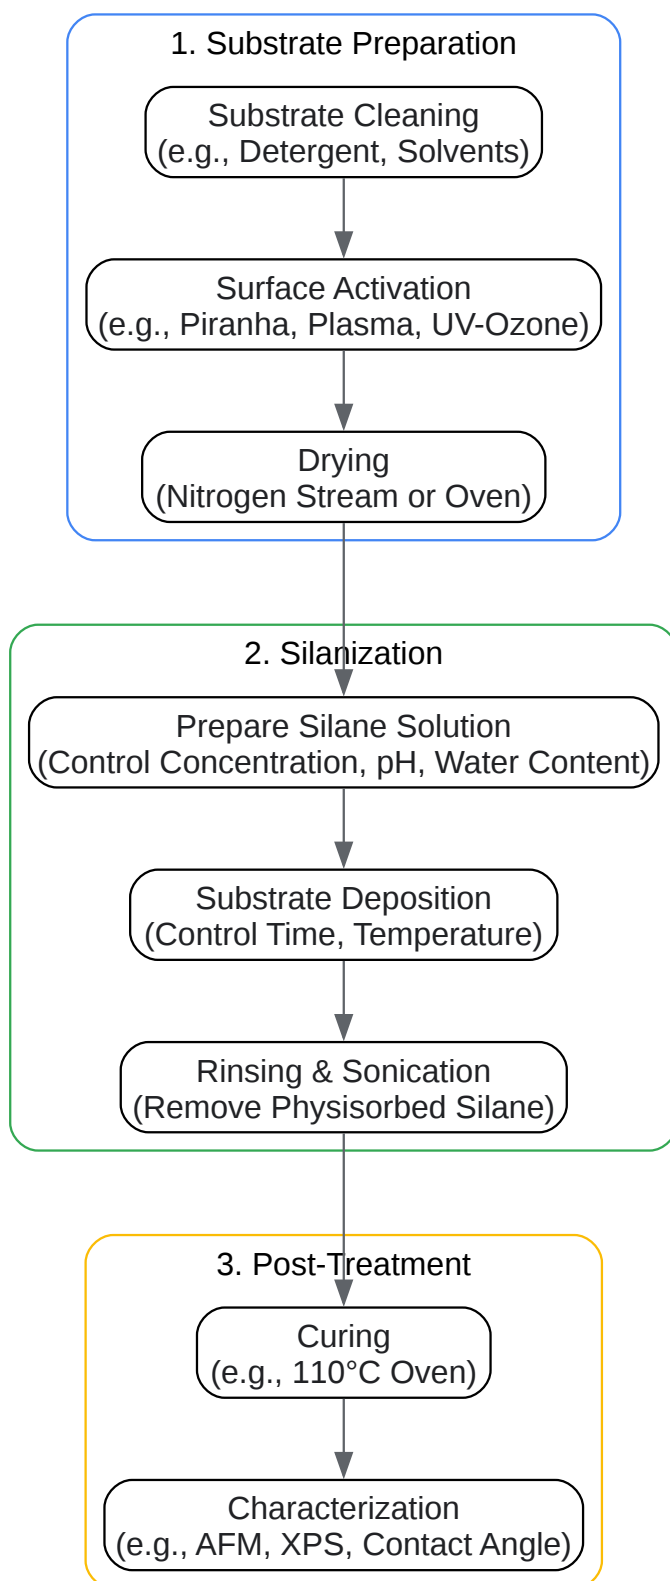 1. Substrate Preparation
Substrate Cleaning
(e.g., Detergent, Solvents)
Surface Activation
(e.g., Piranha, Plasma, UV-Ozone)
Drying
(Nitrogen Stream or Oven)
2. Silanization
Prepare Silane Solution
(Control Concentration, pH, Water Content)
Substrate Deposition
(Control Time, Temperature)
Rinsing & Sonication
(Remove Physisorbed Silane)
3. Post-Treatment
Curing
(e.g., 110°C Oven)
Characterization
(e.g., AFM, XPS, Contact Angle)